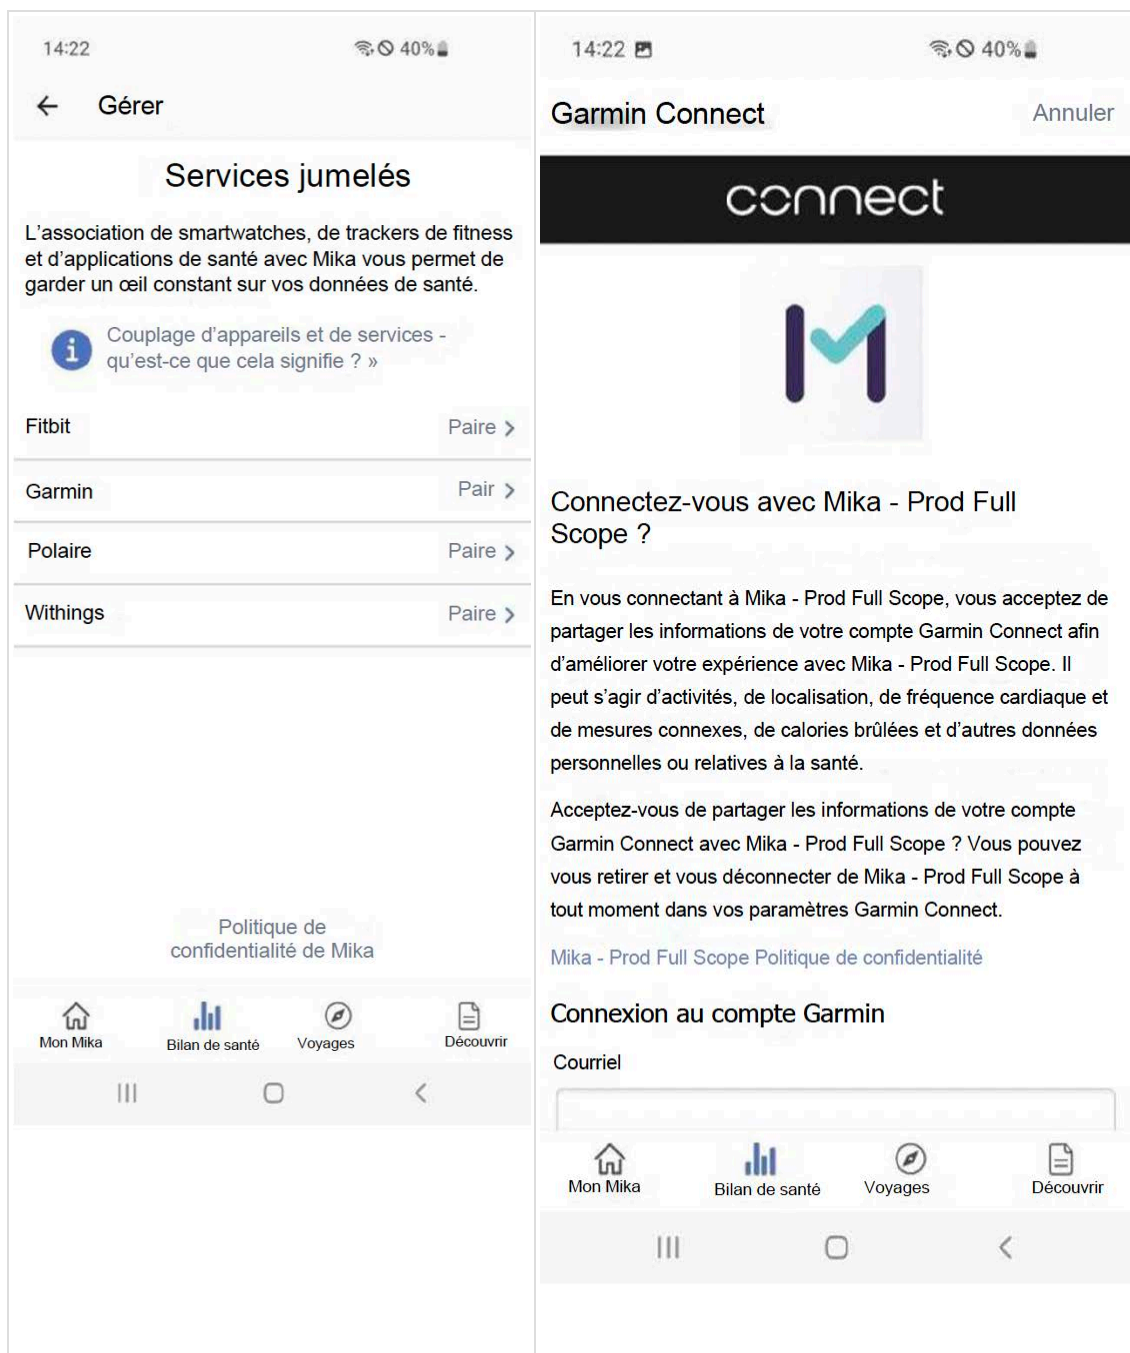 14:22
40%
Gérer
Services jumelés
L'association de smartwatches, de trackers de fitness
et d'applications de santé avec Mika vous permet de
garder un œil constant sur vos données de santé.
Couplage d'appareils et de services -
qu'est-ce que cela signifie ? »
Fitbit Paire
Garmin Pair
Polaire Paire
Withings Paire
Politique de
confidentialité de Mika
Mon Mika Bilan de santé Voyages Découvrir
14:22
40%
Garmin Connect Annuler
connect
Connectez-vous avec Mika - Prod Full
Scope ?
En vous connectant à Mika - Prod Full Scope, vous acceptez de
partager les informations de votre compte Garmin Connect afin
d'améliorer votre expérience avec Mika - Prod Full Scope. Il
peut s'agir d'activités, de localisation, de fréquence cardiaque et
de mesures connexes, de calories brûlées et d'autres données
personnelles ou relatives à la santé.
Acceptez-vous de partager les informations de votre compte
Garmin Connect avec Mika - Prod Full Scope ? Vous pouvez
vous retirer et vous déconnecter de Mika - Prod Full Scope à
tout moment dans vos paramètres Garmin Connect.
Mika - Prod Full Scope Politique de confidentialité
Connexion au compte Garmin
Courriel
Mon Mika Bilan de santé Voyages Découvrir